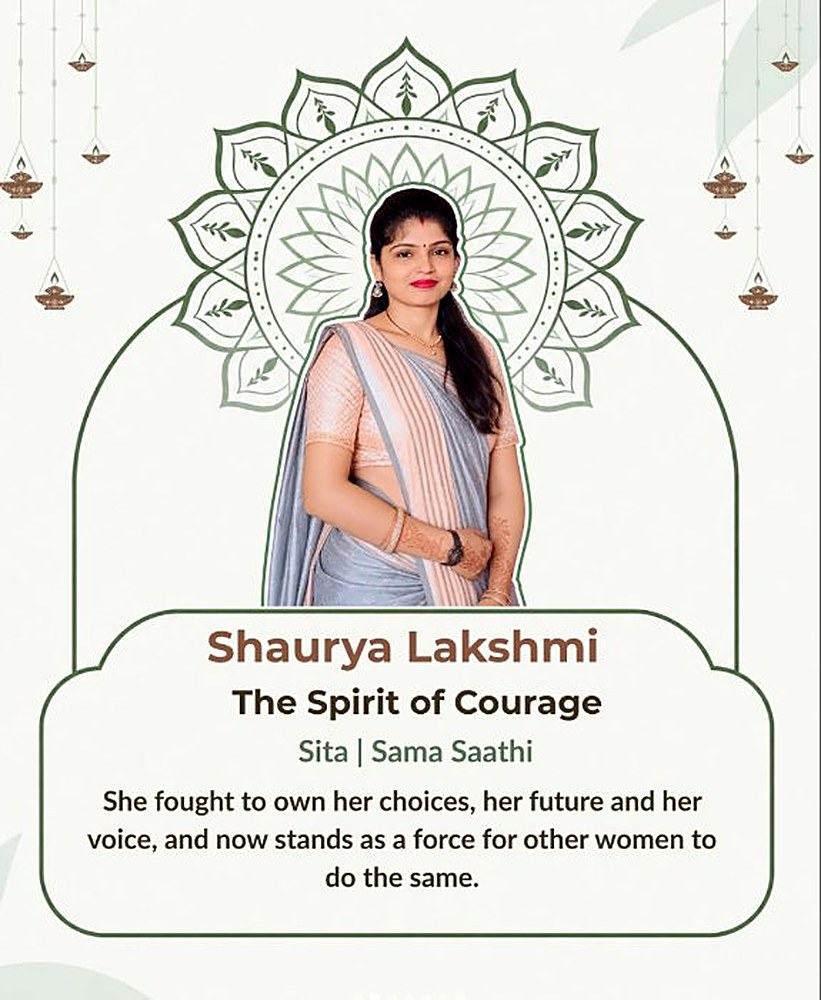 Shaurya Lakshmi
The Spirit of Courage
Sita | Sama Saathi
She fought to own her choices, her future and her
voice, and now stands as a force for other women to
do the same.